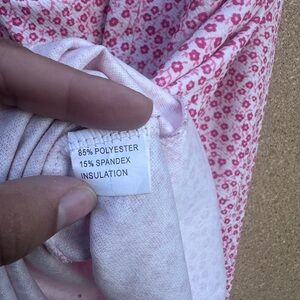 85% POLYESTER
15% SPANDEX
INSULATION